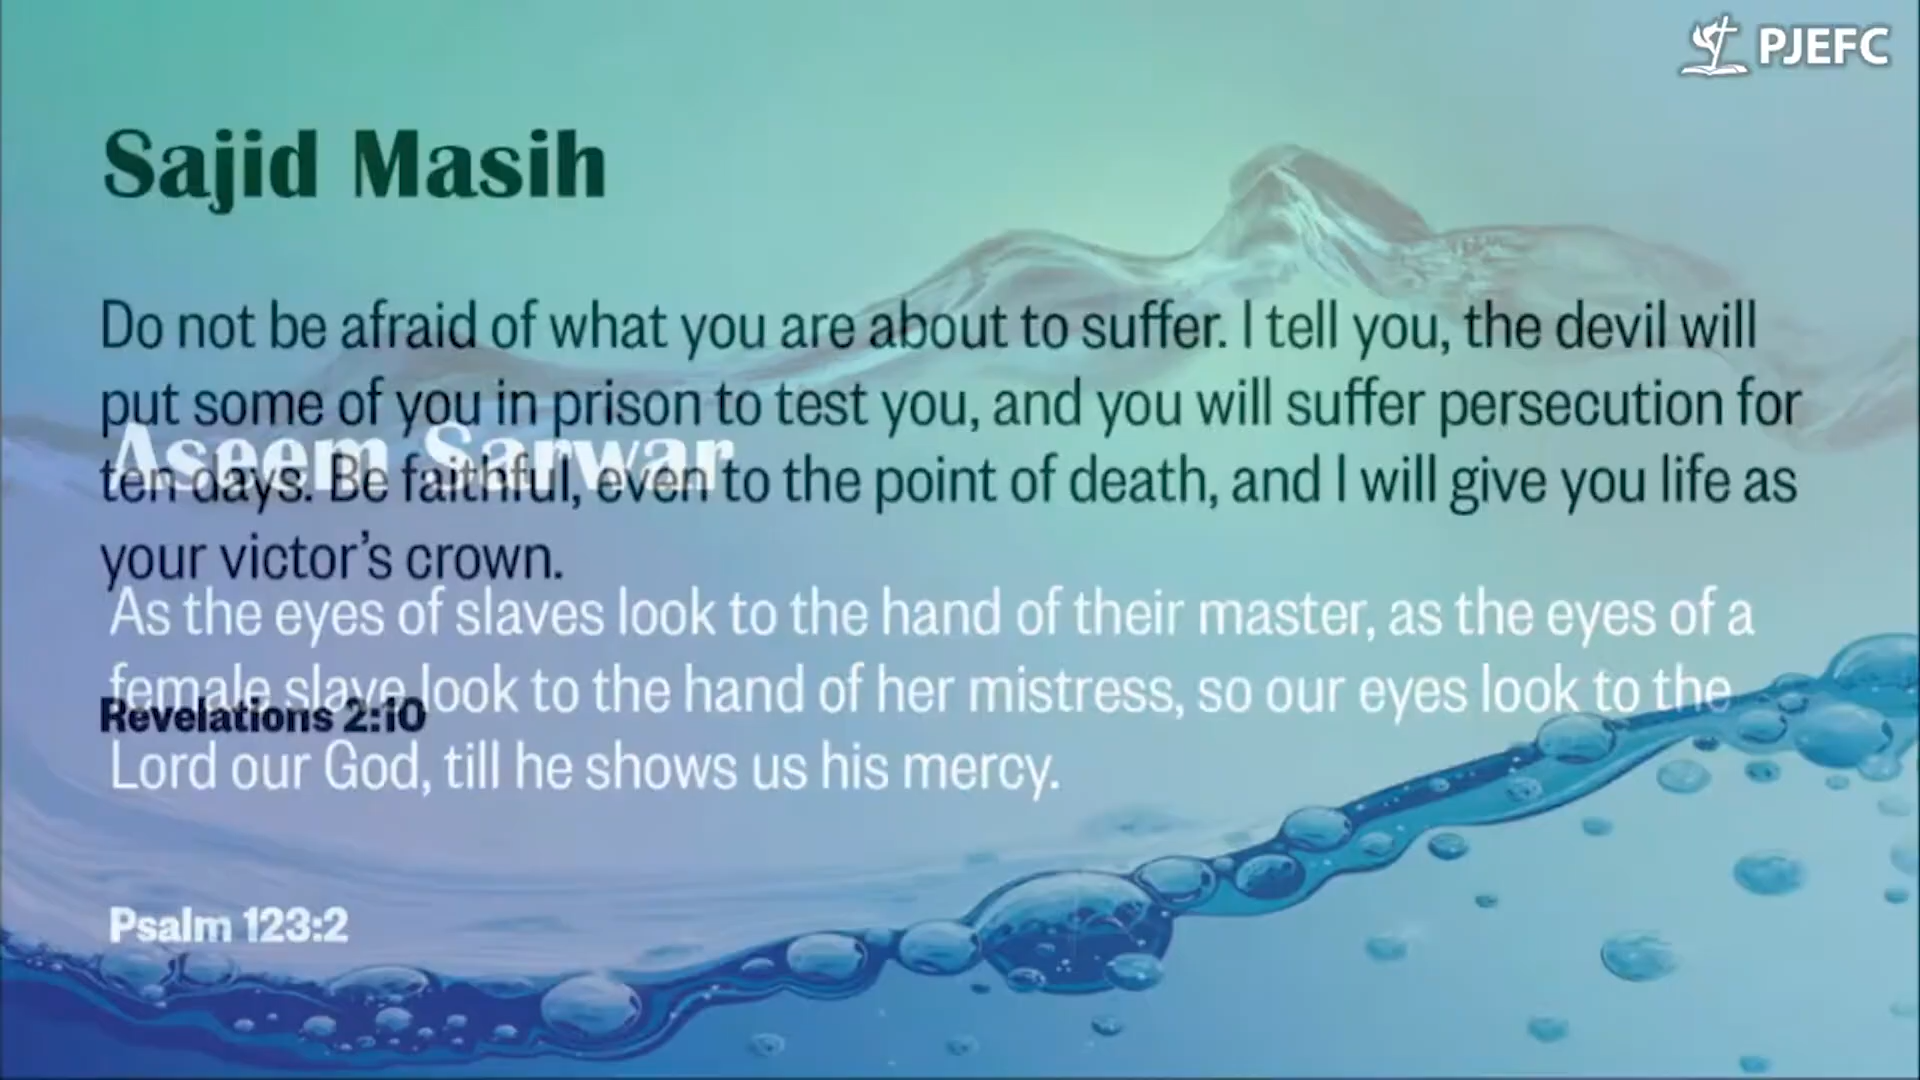 PJEFC
Sajid Masih
Do not be afraid of what you are about to suffer. I tell you, the devil will
put some of you in prison to test you, and you will suffer persecution for
ten days. Be faithful, even to the point of death, and I will give you life as
your victor's crown.
Revelations 2:10
Aseem Sarwar
As the eyes of slaves look to the hand of their master, as the eyes of a
female slave look to the hand of her mistress, so our eyes look to the
Lord our God, till he shows us his mercy.
Psalm 123:2